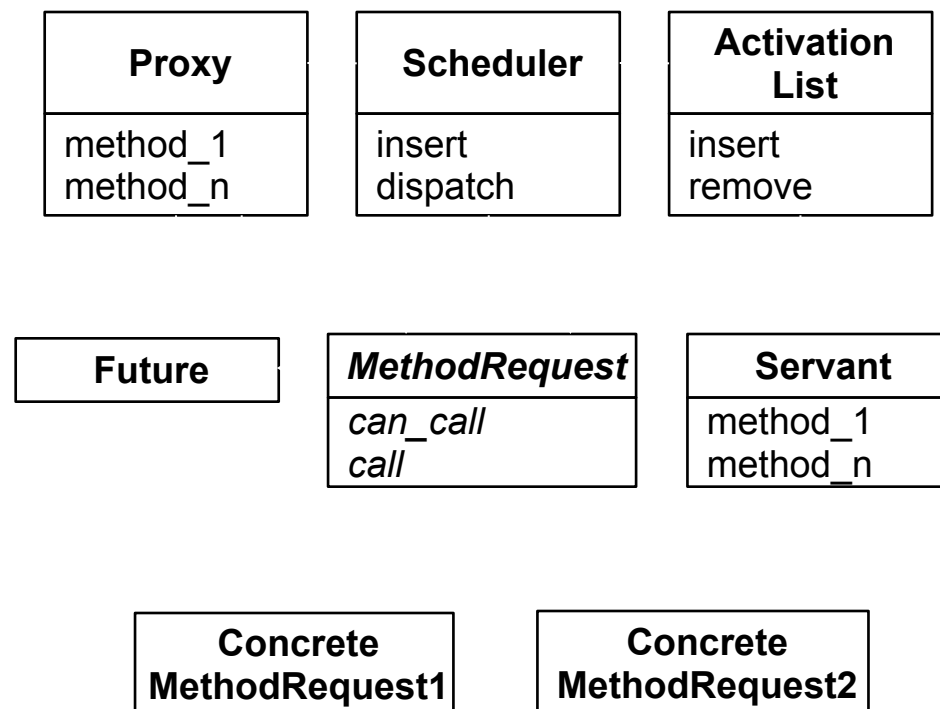 Proxy
method_1
method_n
Scheduler
insert
dispatch
Activation
List
insert
remove
Future
MethodRequest
can_call
call
Servant
method_1
method_n
Concrete
MethodRequest1
Concrete
MethodRequest2